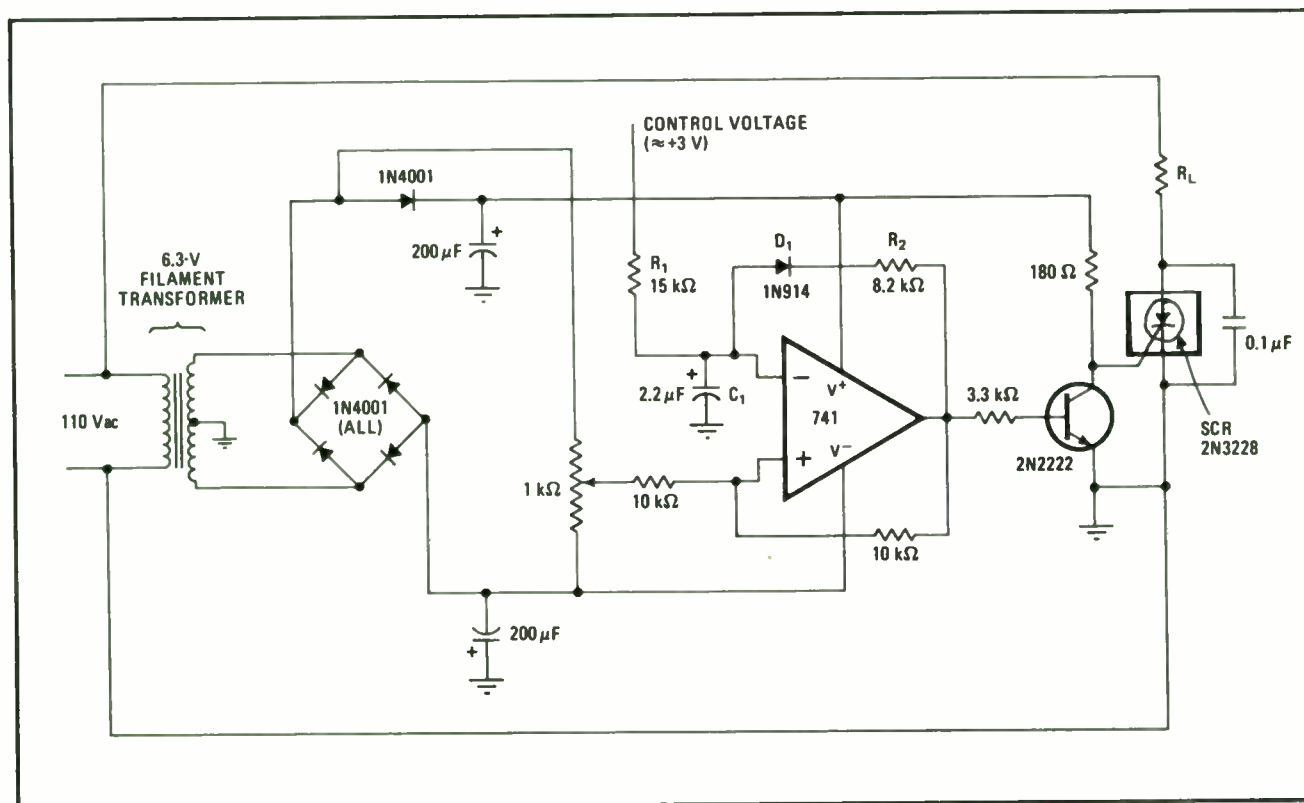 CONTROL VOLTAGE
(≈+3 V)
1N4001
6.3-V
FILAMENT
TRANSFORMER
200 µF
+
R1
15 kΩ
D1
1N914
R2
8.2 kΩ
180 Ω
RL
0.1 µF
SCR
2N3228
110 Vac
1N4001
(ALL)
+
2.2 µF
C1
−
V+
741
V−
+
3.3 kΩ
2N2222
1 kΩ
10 kΩ
10 kΩ
200 µF
+